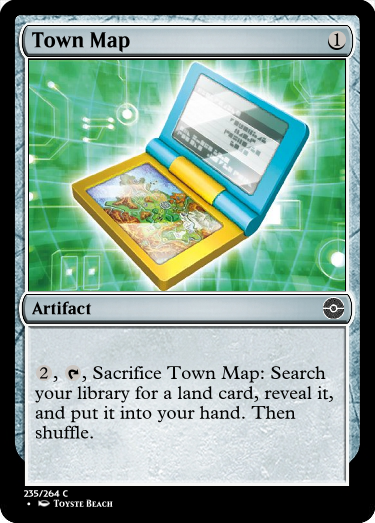 Town Map 1
Artifact
2, T, Sacrifice Town Map: Search
your library for a land card, reveal it,
and put it into your hand. Then
shuffle.
235/264 C
• Toyste Beach